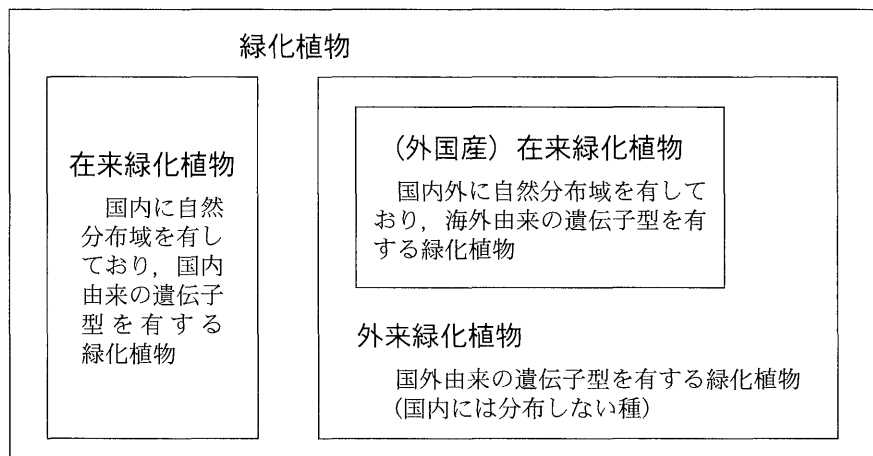 緑化植物
在来緑化植物
国内に自然
分布域を有し
ており，国内
由来の遺伝子
型を有する
緑化植物
（外国産）在来緑化植物
国内外に自然分布域を有して
おり，海外由来の遺伝子型を有
する緑化植物
外来緑化植物
国外由来の遺伝子型を有する緑化植物
（国内には分布しない種）